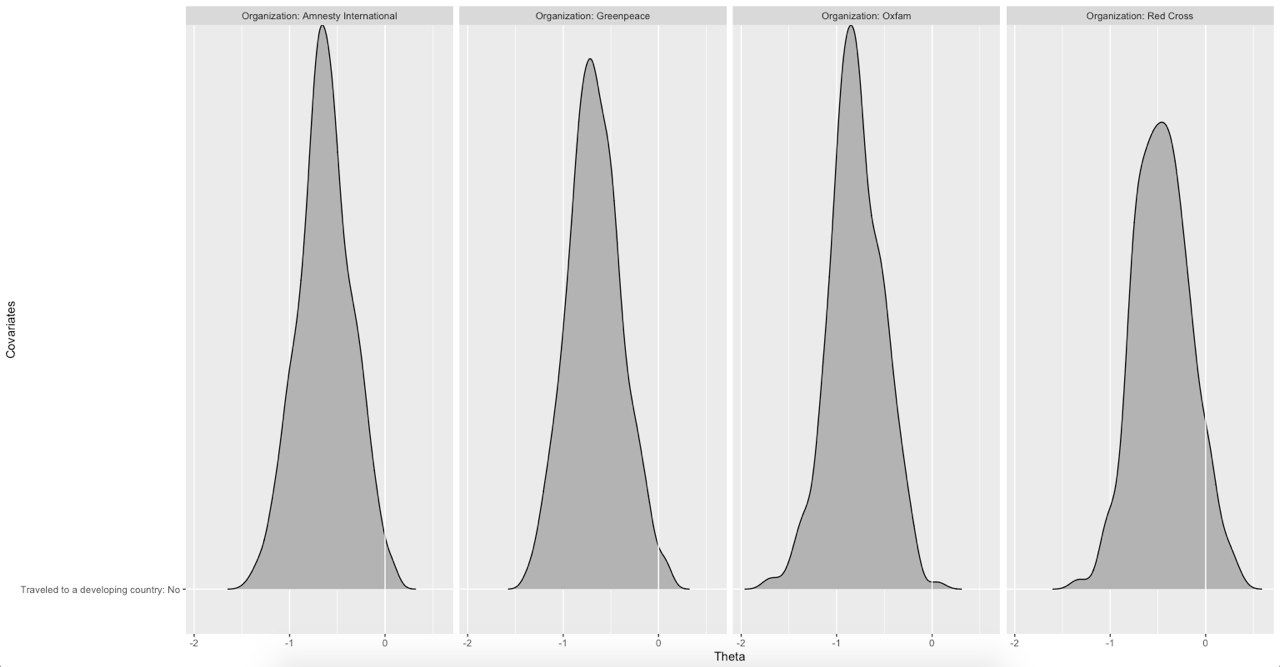 Organization: Amnesty International
Organization: Greenpeace
Organization: Oxfam
Organization: Red Cross
Covariates
Traveled to a developing country: No
-2 -1 0 -2 -1 0 -2 -1 0 -2 -1 0
Theta